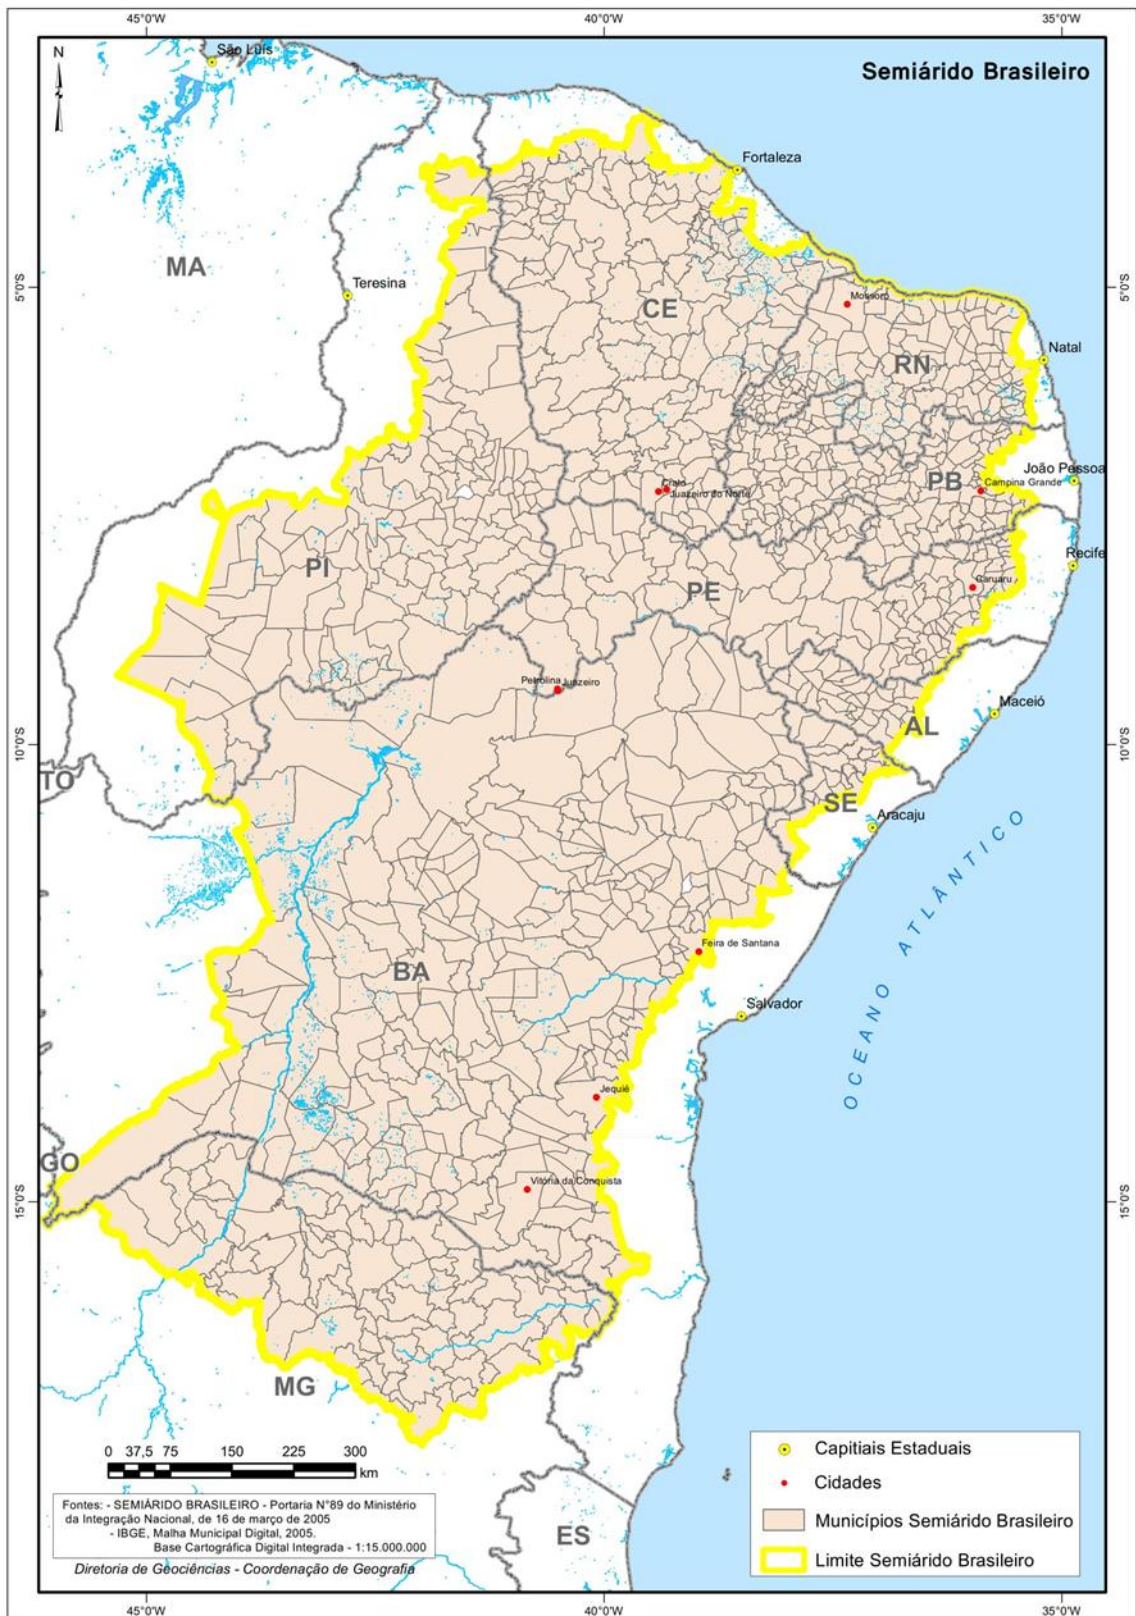 45°0'W 40°0'W 35°0'W
N
São Luís
Semiárido Brasileiro
Fortaleza
MA
5°0'S 5°0'S
Teresina
CE
Mossoró
Natal
RN
João Pessoa
PB
Campina Grande
Crato
Juazeiro do Norte
Recife
PI
PE
Caruaru
Petrolina Juazeiro
Maceió
AL
10°0'S 10°0'S
TO
SE
Aracaju
OCEANO ATLÂNTICO
Feira de Santana
BA
Salvador
Jequié
GO
Vitória da Conquista
15°0'S 15°0'S
MG
0 37,5 75 150 225 300
km
Capitiais Estaduais
Cidades
Municípios Semiárido Brasileiro
Limite Semiárido Brasileiro
Fontes: - SEMIÁRIDO BRASILEIRO - Portaria N°89 do Ministério
da Integração Nacional, de 16 de março de 2005
- IBGE, Malha Municipal Digital, 2005.
Base Cartográfica Digital Integrada - 1:15.000.000
ES
Diretoria de Geociências - Coordenação de Geografia
45°0'W 40°0'W 35°0'W